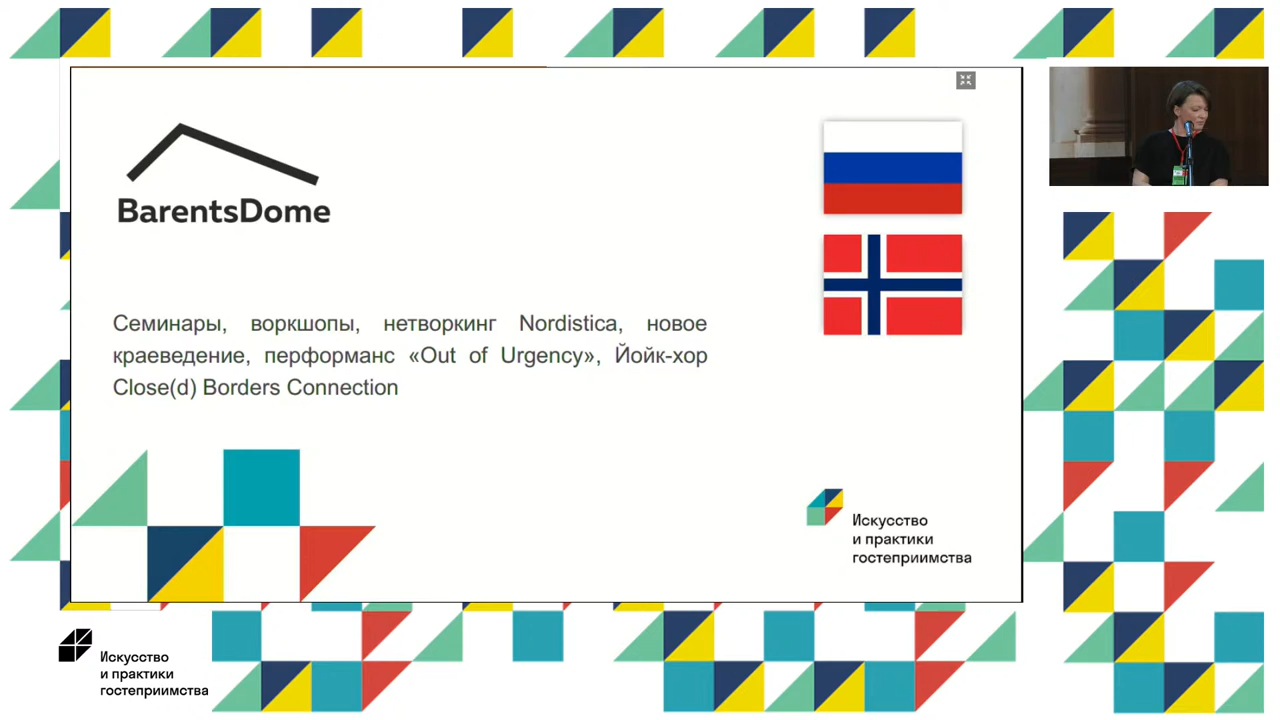 BarentsDome
Семинары, воркшопы, нетворкинг Nordistica, новое
краеведение, перформанс «Out of Urgency», Йойк-хор
Close(d) Borders Connection
Искусство
и практики
гостеприимства
Искусство
и практики
гостеприимства